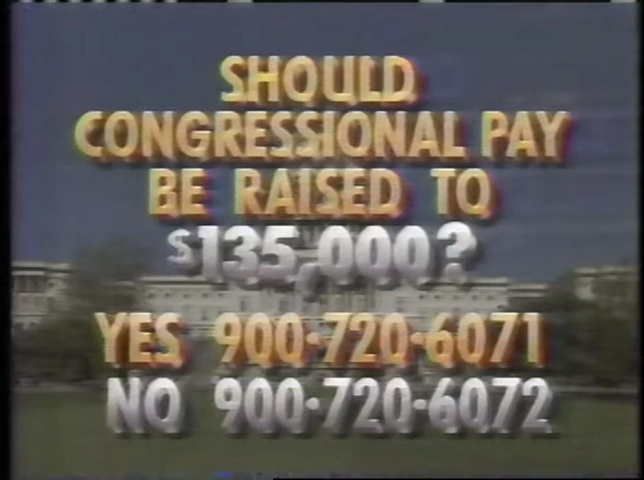 SHOULD
CONGRESSIONAL PAY
BE RAISED TO
$135,000?
YES 900·720·6071
NO 900·720·6072